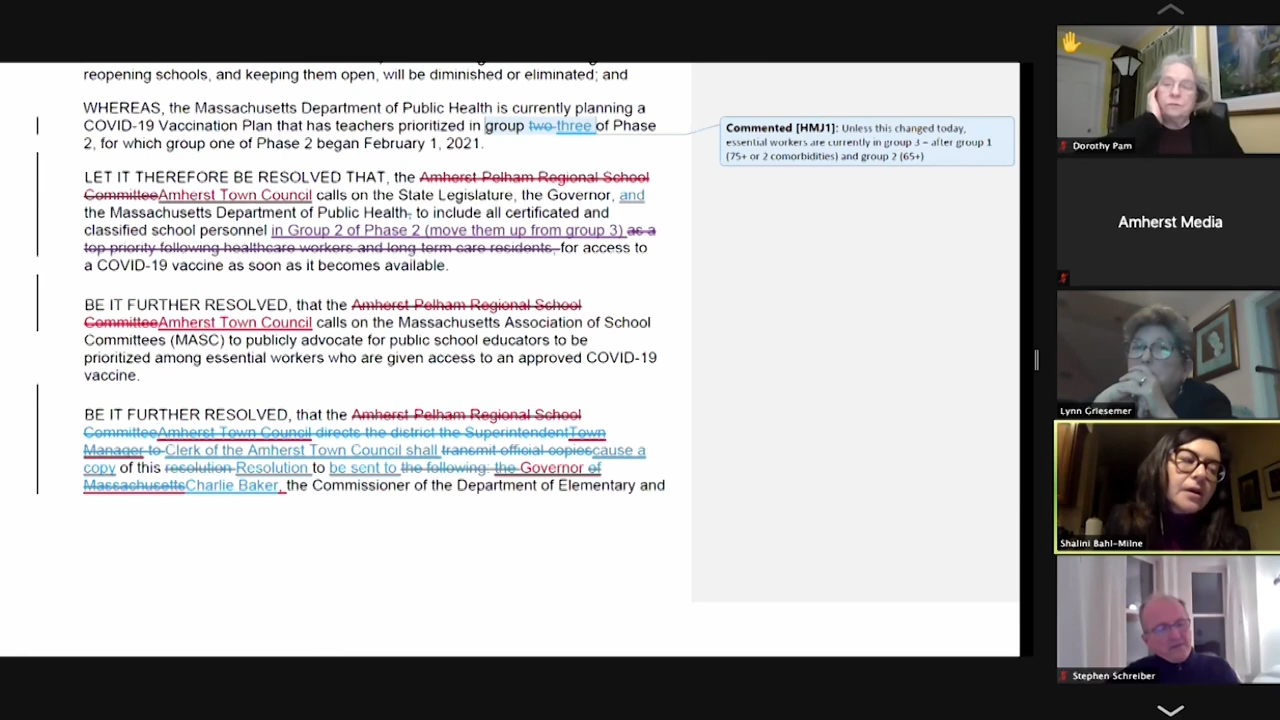 reopening schools, and keeping them open, will be diminished or eliminated; and
WHEREAS, the Massachusetts Department of Public Health is currently planning a
COVID-19 Vaccination Plan that has teachers prioritized in group two three of Phase
2, for which group one of Phase 2 began February 1, 2021.
LET IT THEREFORE BE RESOLVED THAT, the Amherst Pelham Regional School
CommitteeAmherst Town Council calls on the State Legislature, the Governor, and
the Massachusetts Department of Public Health, to include all certificated and
classified school personnel in Group 2 of Phase 2 (move them up from group 3) as a
top priority following healthcare workers and long term care residents, for access to
a COVID-19 vaccine as soon as it becomes available.
BE IT FURTHER RESOLVED, that the Amherst Pelham Regional School
CommitteeAmherst Town Council calls on the Massachusetts Association of School
Committees (MASC) to publicly advocate for public school educators to be
prioritized among essential workers who are given access to an approved COVID-19
vaccine.
BE IT FURTHER RESOLVED, that the Amherst Pelham Regional School
CommitteeAmherst Town Council directs the district the SuperintendentTown
Manager to Clerk of the Amherst Town Council shall transmit official copiescause a
copy of this resolution Resolution to be sent to the following: the Governor of
MassachusettsCharlie Baker, the Commissioner of the Department of Elementary and
Commented [HMJ1]: Unless this changed today,
essential workers are currently in group 3 – after group 1
(75+ or 2 comorbidities) and group 2 (65+)
Dorothy Pam
Amherst Media
Lynn Griesemer
Shalini Bahl-Milne
Stephen Schreiber